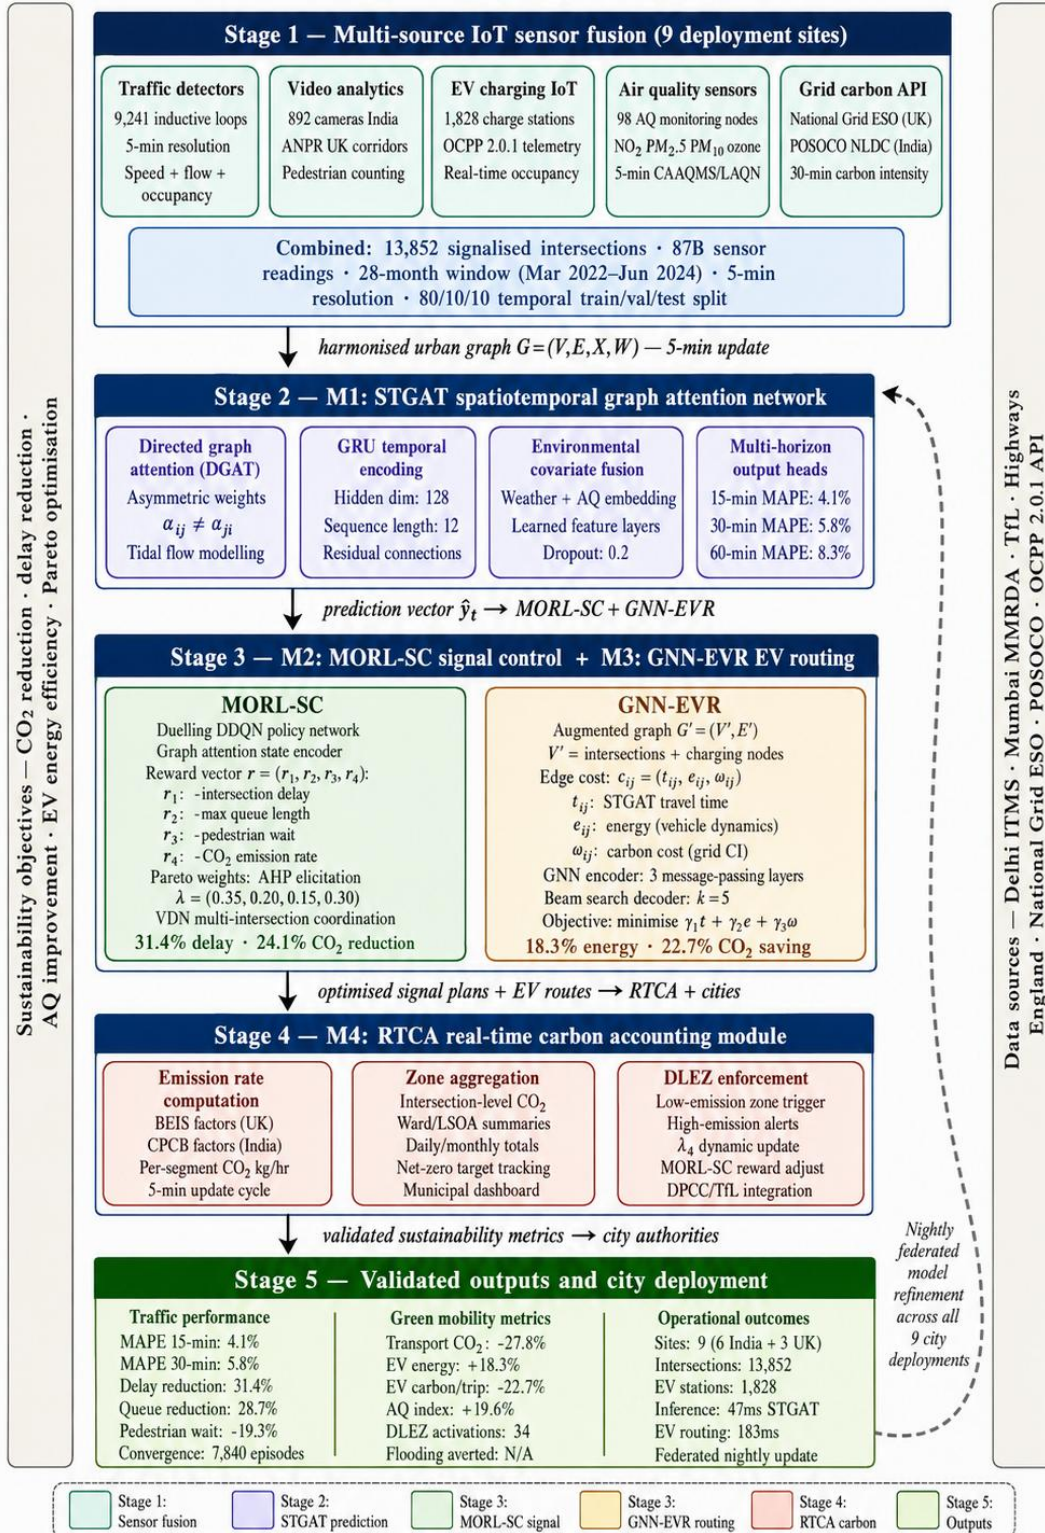 Sustainability objectives — CO₂ reduction · delay reduction ·
AQ improvement · EV energy efficiency · Pareto optimisation
Stage 1 — Multi-source IoT sensor fusion (9 deployment sites)
Traffic detectors
9,241 inductive loops
5-min resolution
Speed + flow +
occupancy
Video analytics
892 cameras India
ANPR UK corridors
Pedestrian counting
EV charging IoT
1,828 charge stations
OCPP 2.0.1 telemetry
Real-time occupancy
Air quality sensors
98 AQ monitoring nodes
NO₂ PM₂.5 PM₁₀ ozone
5-min CAAQMS/LAQN
Grid carbon API
National Grid ESO (UK)
POSOCO NLDC (India)
30-min carbon intensity
Combined: 13,852 signalised intersections · 87B sensor
readings · 28-month window (Mar 2022–Jun 2024) · 5-min
resolution · 80/10/10 temporal train/val/test split
harmonised urban graph G=(V,E,X,W) — 5-min update
Stage 2 — M1: STGAT spatiotemporal graph attention network
Directed graph
attention (DGAT)
Asymmetric weights
αᵢⱼ ≠ αⱼᵢ
Tidal flow modelling
GRU temporal
encoding
Hidden dim: 128
Sequence length: 12
Residual connections
Environmental
covariate fusion
Weather + AQ embedding
Learned feature layers
Dropout: 0.2
Multi-horizon
output heads
15-min MAPE: 4.1%
30-min MAPE: 5.8%
60-min MAPE: 8.3%
prediction vector ŷₜ → MORL-SC + GNN-EVR
Stage 3 — M2: MORL-SC signal control + M3: GNN-EVR EV routing
MORL-SC
Duelling DDQN policy network
Graph attention state encoder
Reward vector r = (r₁, r₂, r₃, r₄):
r₁: -intersection delay
r₂: -max queue length
r₃: -pedestrian wait
r₄: -CO₂ emission rate
Pareto weights: AHP elicitation
λ = (0.35, 0.20, 0.15, 0.30)
VDN multi-intersection coordination
31.4% delay · 24.1% CO₂ reduction
GNN-EVR
Augmented graph G′ = (V′, E′)
V′ = intersections + charging nodes
Edge cost: cᵢⱼ = (tᵢⱼ, eᵢⱼ, ωᵢⱼ)
tᵢⱼ: STGAT travel time
eᵢⱼ: energy (vehicle dynamics)
ωᵢⱼ: carbon cost (grid CI)
GNN encoder: 3 message-passing layers
Beam search decoder: k = 5
Objective: minimise γ₁t + γ₂e + γ₃ω
18.3% energy · 22.7% CO₂ saving
optimised signal plans + EV routes → RTCA + cities
Stage 4 — M4: RTCA real-time carbon accounting module
Emission rate
computation
BEIS factors (UK)
CPCB factors (India)
Per-segment CO₂ kg/hr
5-min update cycle
Zone aggregation
Intersection-level CO₂
Ward/LSOA summaries
Daily/monthly totals
Net-zero target tracking
Municipal dashboard
DLEZ enforcement
Low-emission zone trigger
High-emission alerts
λ₄ dynamic update
MORL-SC reward adjust
DPCC/TfL integration
validated sustainability metrics → city authorities
Stage 5 — Validated outputs and city deployment
Traffic performance
MAPE 15-min: 4.1%
MAPE 30-min: 5.8%
Delay reduction: 31.4%
Queue reduction: 28.7%
Pedestrian wait: -19.3%
Convergence: 7,840 episodes
Green mobility metrics
Transport CO₂: -27.8%
EV energy: +18.3%
EV carbon/trip: -22.7%
AQ index: +19.6%
DLEZ activations: 34
Flooding averted: N/A
Operational outcomes
Sites: 9 (6 India + 3 UK)
Intersections: 13,852
EV stations: 1,828
Inference: 47ms STGAT
EV routing: 183ms
Federated nightly update
Nightly
federated
model
refinement
across all
9 city
deployments
Data sources — Delhi ITMS · Mumbai MMRDA · TfL · Highways
England · National Grid ESO · POSOCO · OCPP 2.0.1 API
Stage 1:
Sensor fusion
Stage 2:
STGAT prediction
Stage 3:
MORL-SC signal
Stage 3:
GNN-EVR routing
Stage 4:
RTCA carbon
Stage 5:
Outputs